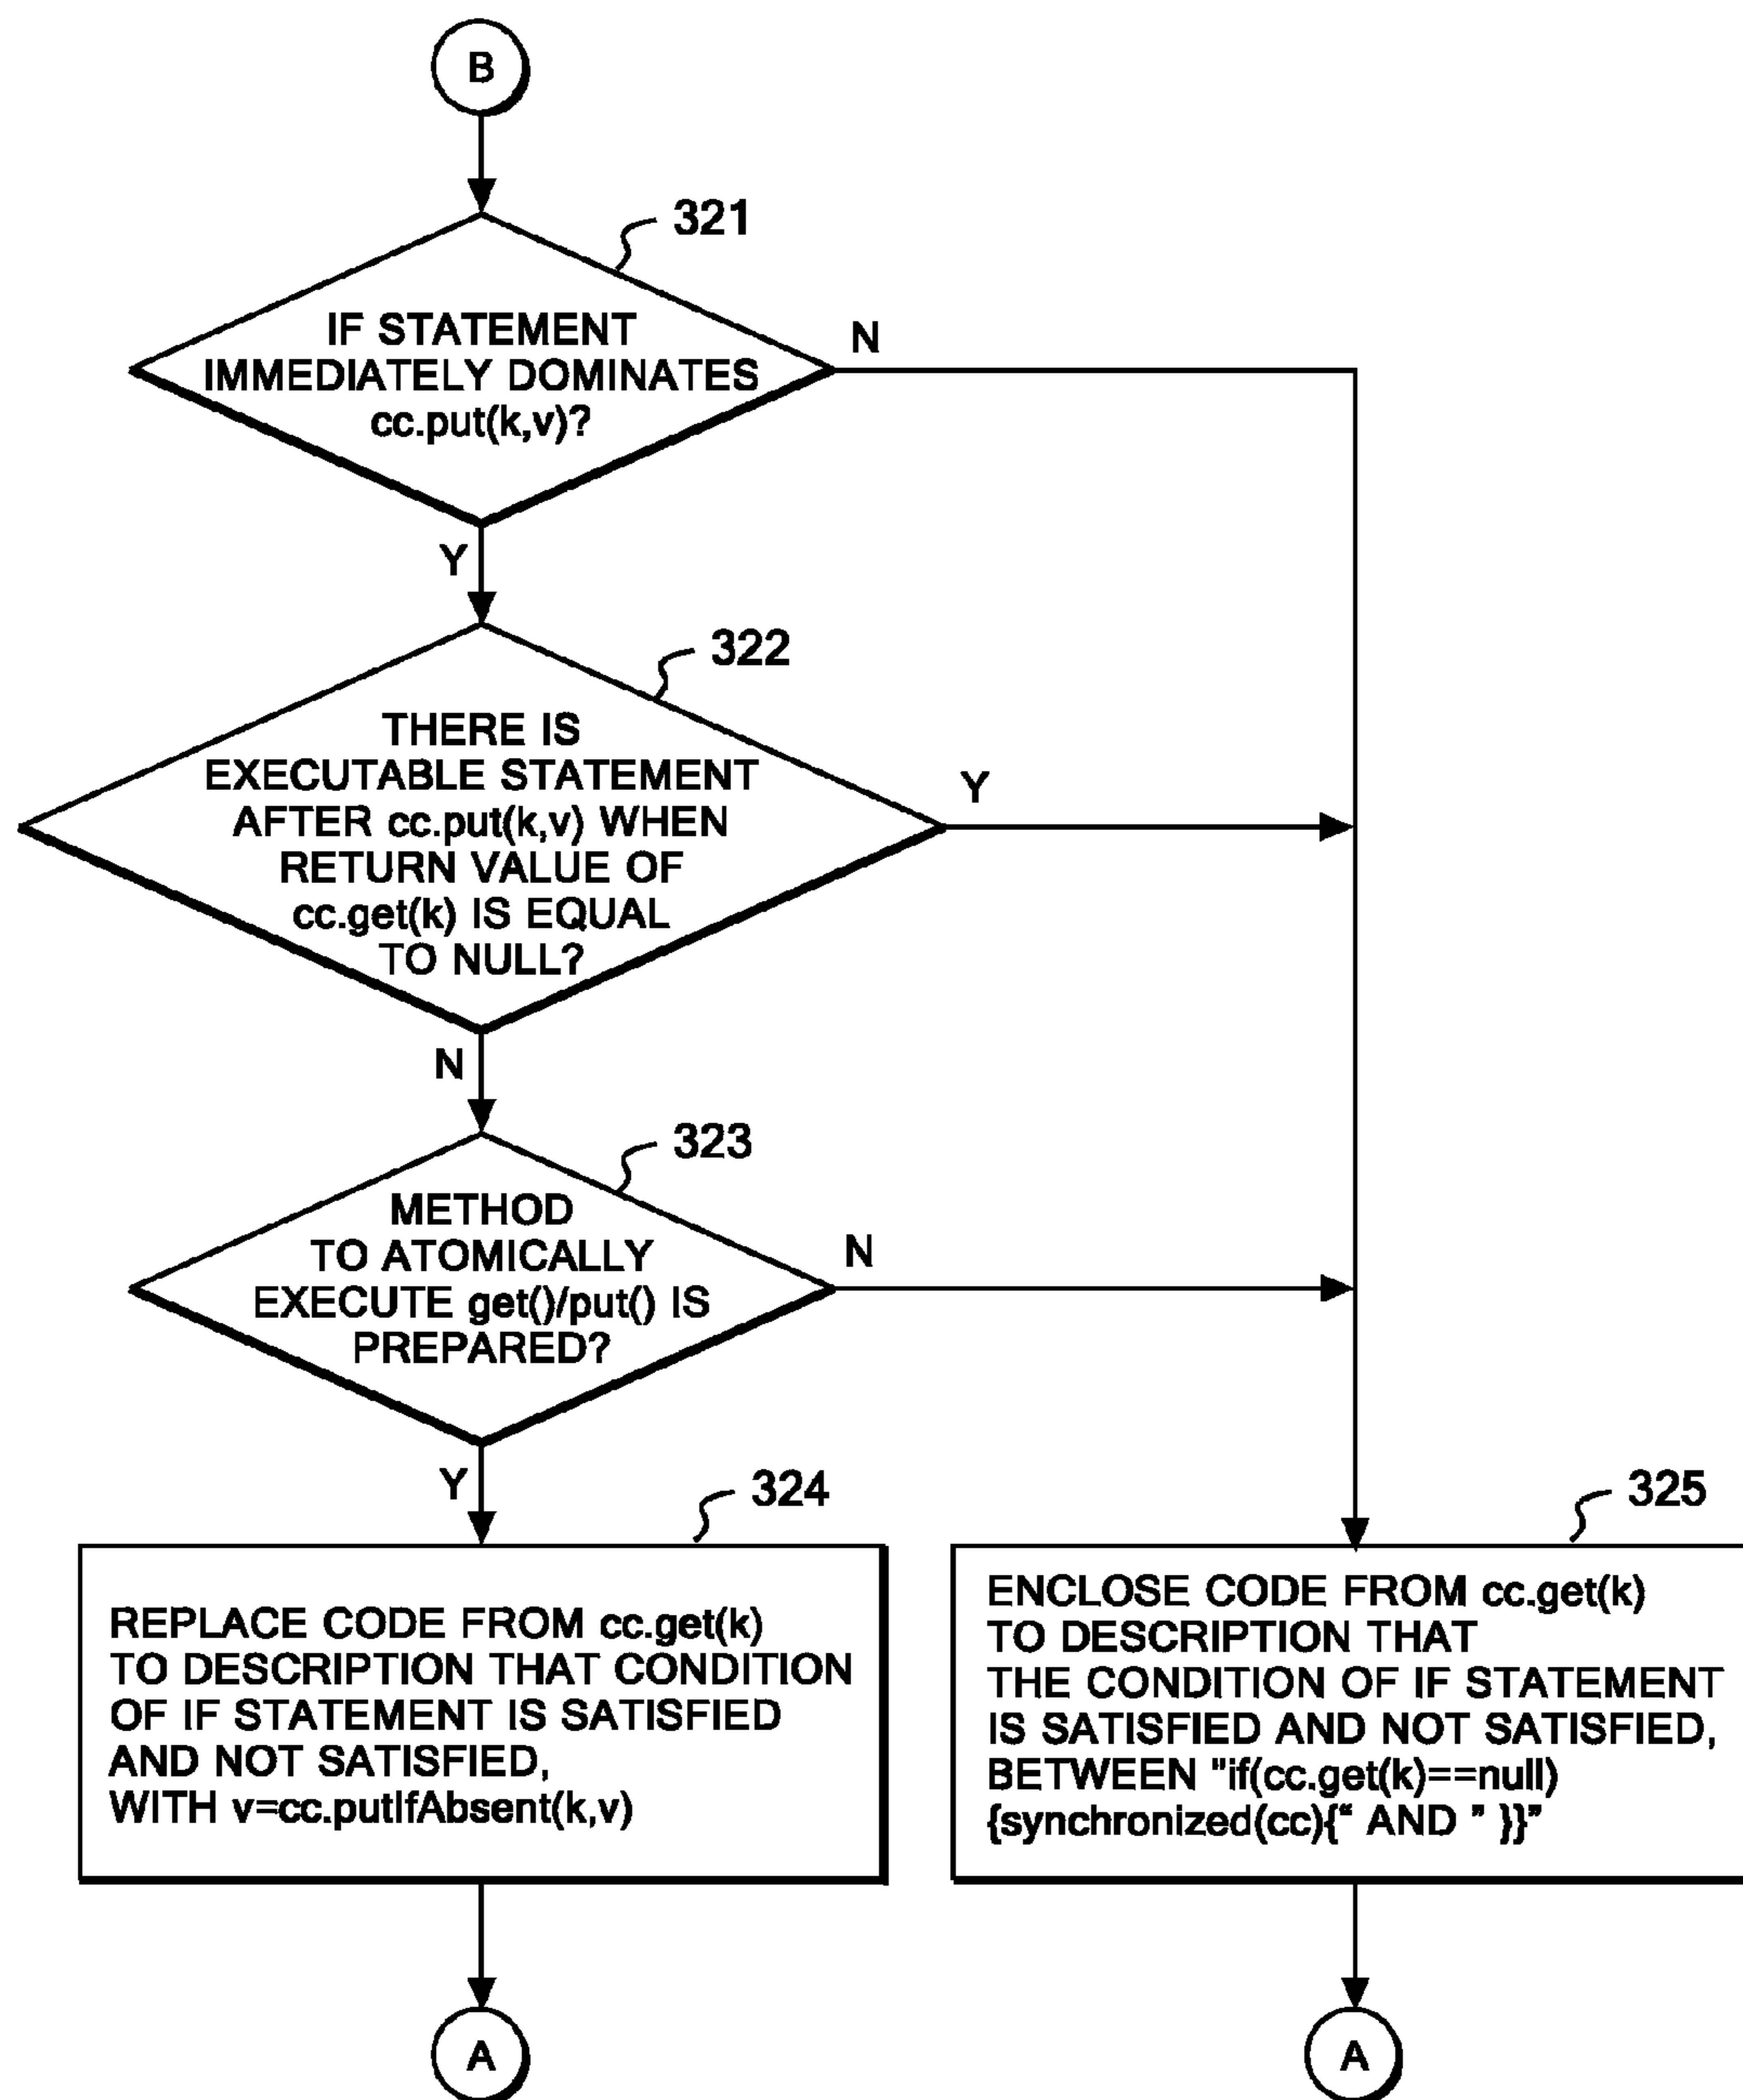 B
321
IF STATEMENT
IMMEDIATELY DOMINATES
cc.put(k,v)?
N
Y
322
THERE IS
EXECUTABLE STATEMENT
AFTER cc.put(k,v) WHEN
RETURN VALUE OF
cc.get(k) IS EQUAL
TO NULL?
Y
N
323
METHOD
TO ATOMICALLY
EXECUTE get()/put() IS
PREPARED?
N
Y
324
REPLACE CODE FROM cc.get(k)
TO DESCRIPTION THAT CONDITION
OF IF STATEMENT IS SATISFIED
AND NOT SATISFIED,
WITH v=cc.putIfAbsent(k,v)
325
ENCLOSE CODE FROM cc.get(k)
TO DESCRIPTION THAT
THE CONDITION OF IF STATEMENT
IS SATISFIED AND NOT SATISFIED,
BETWEEN "if(cc.get(k)==null)
{synchronized(cc){“ AND ” }}”
A
A